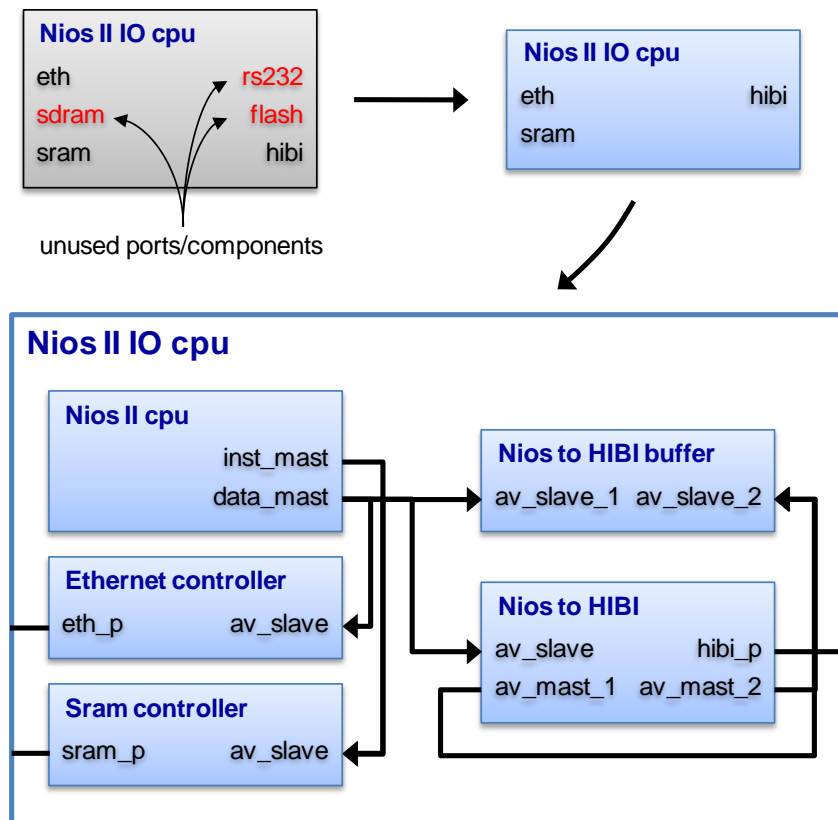 Nios II IO cpu
eth rs232
sdram flash
sram hibi
unused ports/components
Nios II IO cpu
eth hibi
sram
Nios II IO cpu
Nios II cpu
inst_mast
data_mast
Ethernet controller
eth_p av_slave
Sram controller
sram_p av_slave
Nios to HIBI buffer
av_slave_1 av_slave_2
Nios to HIBI
av_slave hibi_p
av_mast_1 av_mast_2